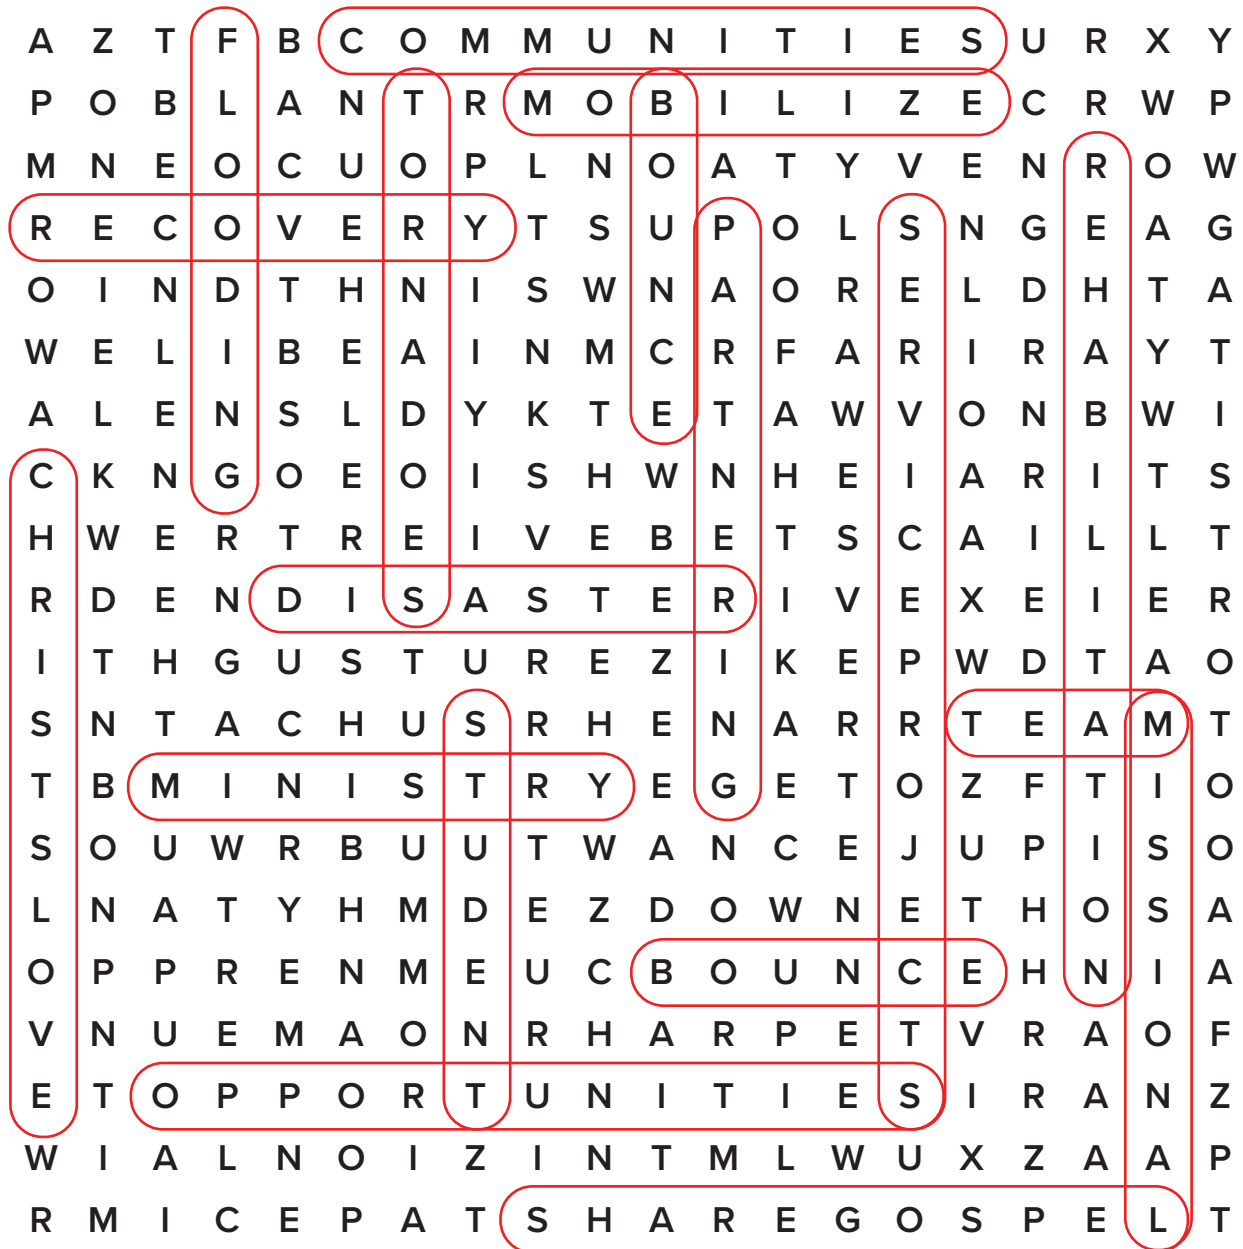 A Z T F B C O M M U N I T I E S U R X Y
P O B L A N T R M O B I L I Z E C R W P
M N E O C U O P L N O A T Y V E N R O W
R E C O V E R Y T S U P O L S N G E A G
O I N D T H N I S W N A O R E L D H T A
W E L I B E A I N M C R F A R I R A Y T
A L E N S L D Y K T E T A W V O N B W I
C K N G O E O I S H W N H E I A R I T S
H W E R T R E I V E B E T S C A I L L T
R D E N D I S A S T E R I V E X E I E R
I T H G U S T U R E Z I K E P W D T A O
S N T A C H U S R H E N A R R T E A M T
T B M I N I S T R Y E G E T O Z F T I O
S O U W R B U U T W A N C E J U P I S O
L N A T Y H M D E Z D O W N E T H O S A
O P P R E N M E U C B O U N C E H N I A
V N U E M A O N R H A R P E T V R A O F
E T O P P O R T U N I T I E S I R A N Z
W I A L N O I Z I N T M L W U X Z A A P
R M I C E P A T S H A R E G O S P E L T